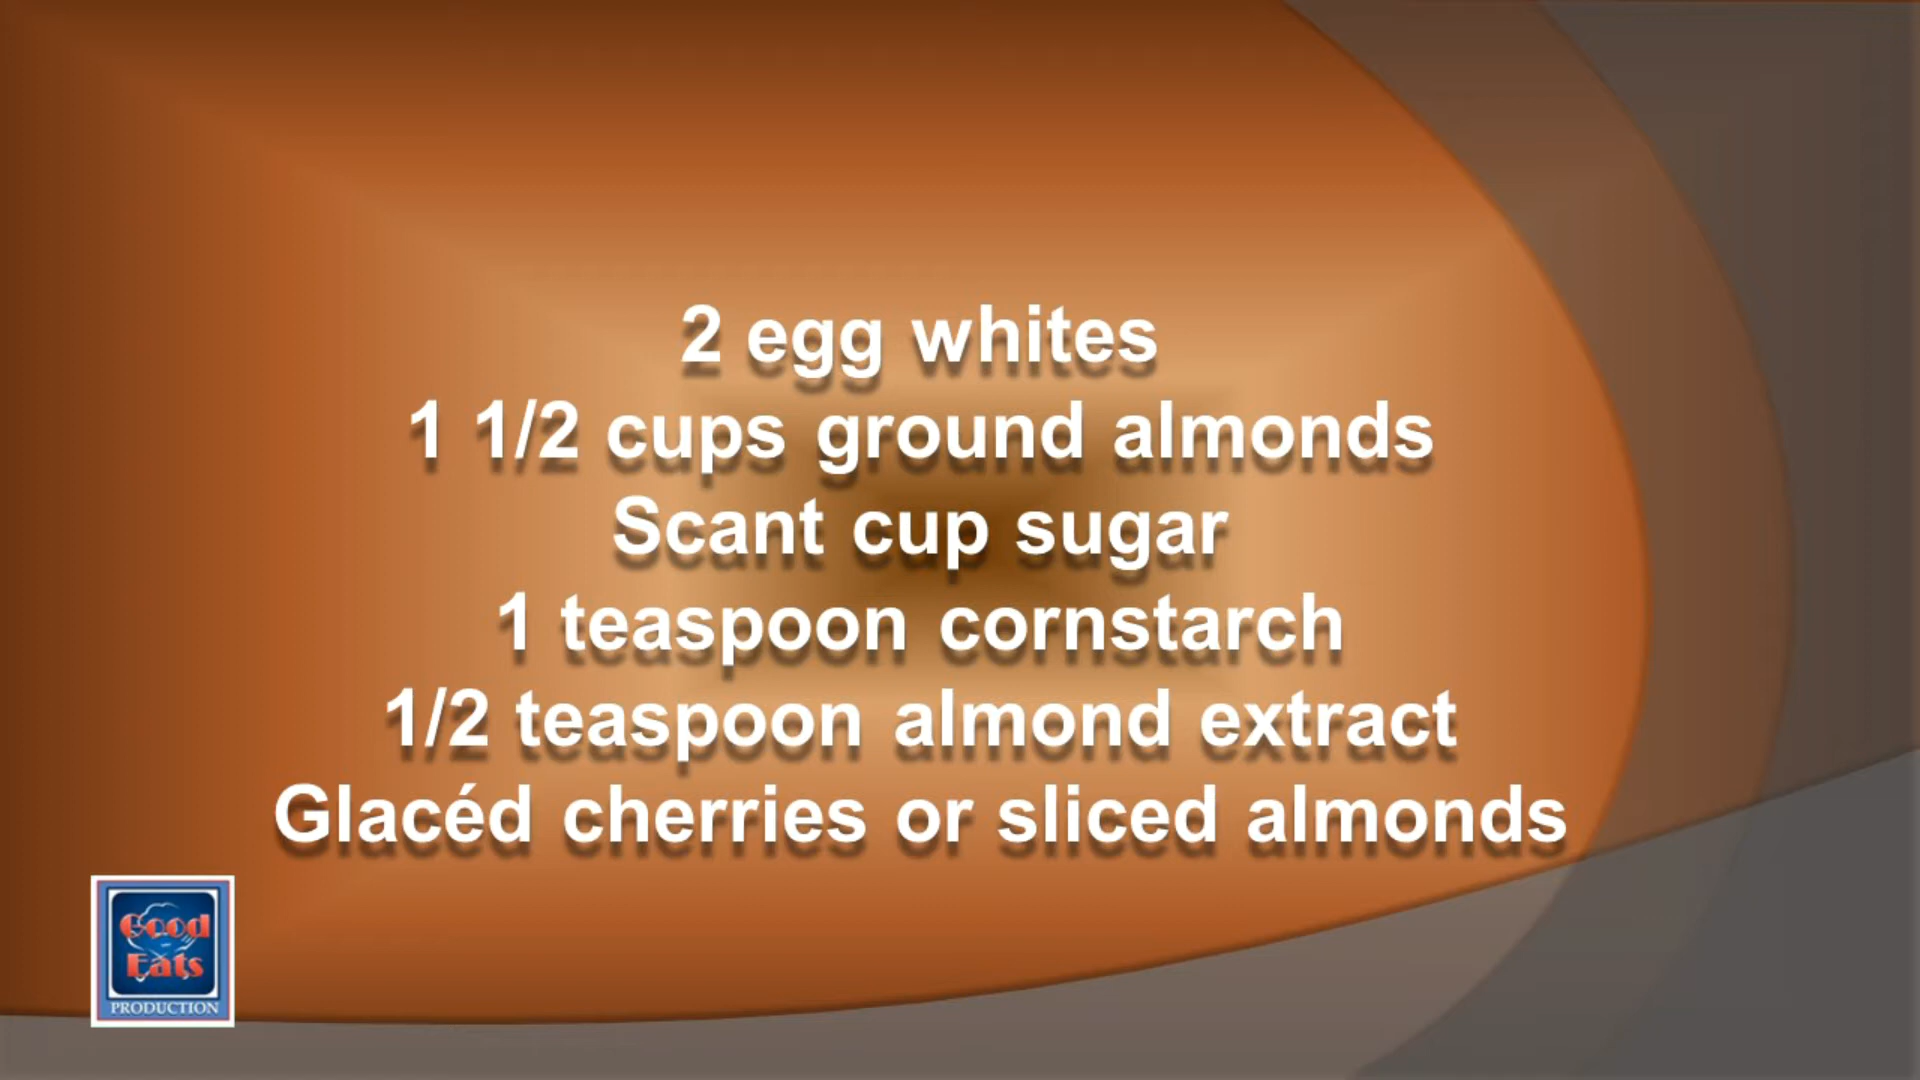 2 egg whites
1 1/2 cups ground almonds
Scant cup sugar
1 teaspoon cornstarch
1/2 teaspoon almond extract
Glacéd cherries or sliced almonds
Good
Eats
PRODUCTION